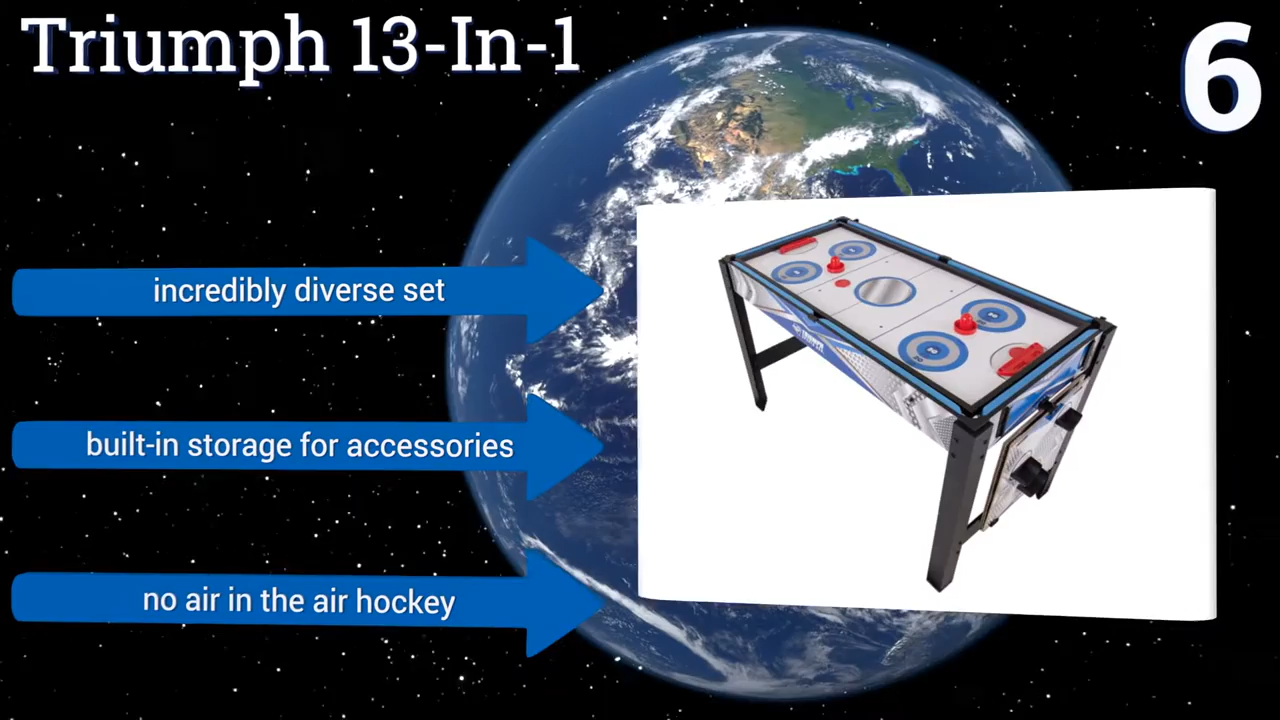 Triumph 13-In-1
6
incredibly diverse set
built-in storage for accessories
no air in the air hockey